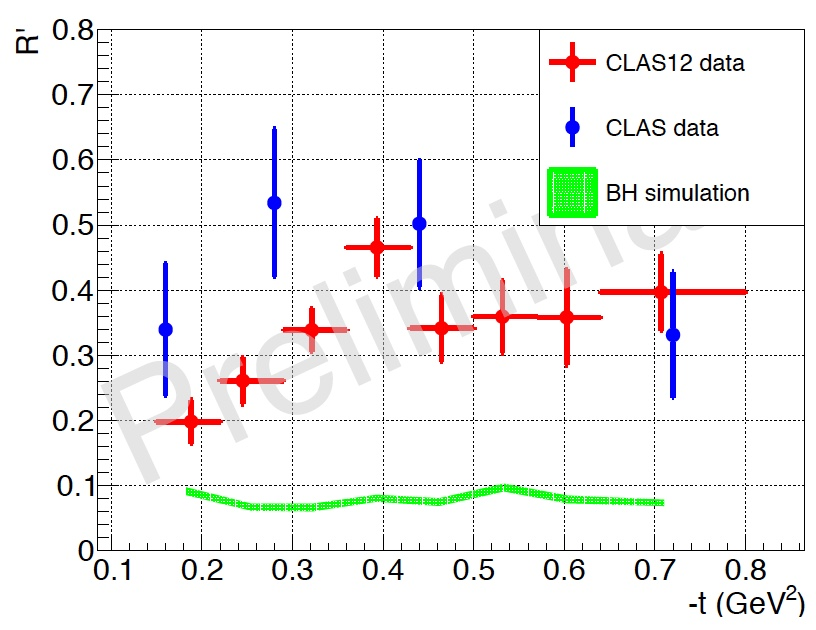 R'
0.8
0.7
0.6
0.5
0.4
0.3
0.2
0.1
0
CLAS12 data
CLAS data
BH simulation
Prelimina
0.1 0.2 0.3 0.4 0.5 0.6 0.7 0.8
-t (GeV²)